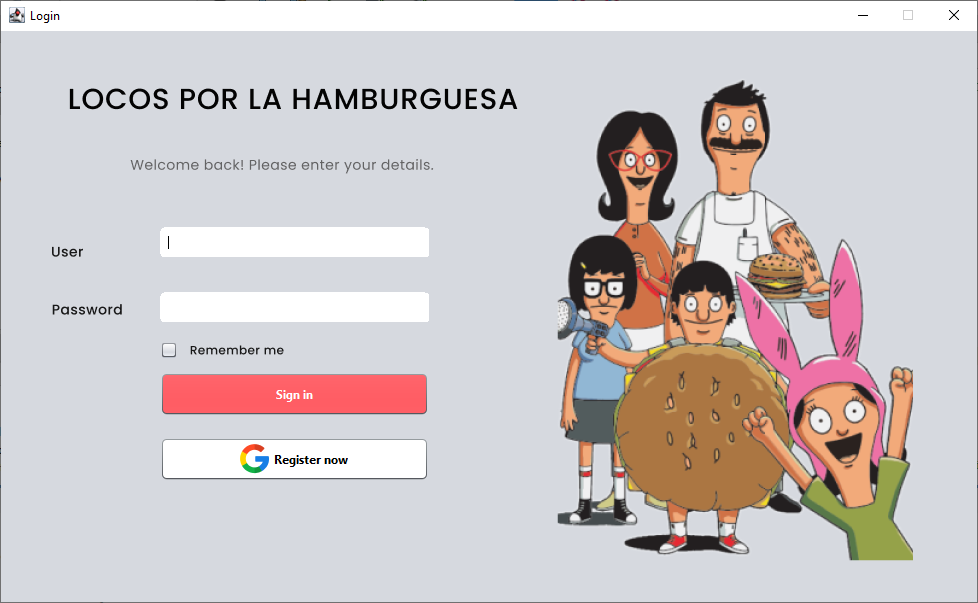 Login
LOCOS POR LA HAMBURGUESA
Welcome back! Please enter your details.
User
Password
Remember me
Sign in
Register now